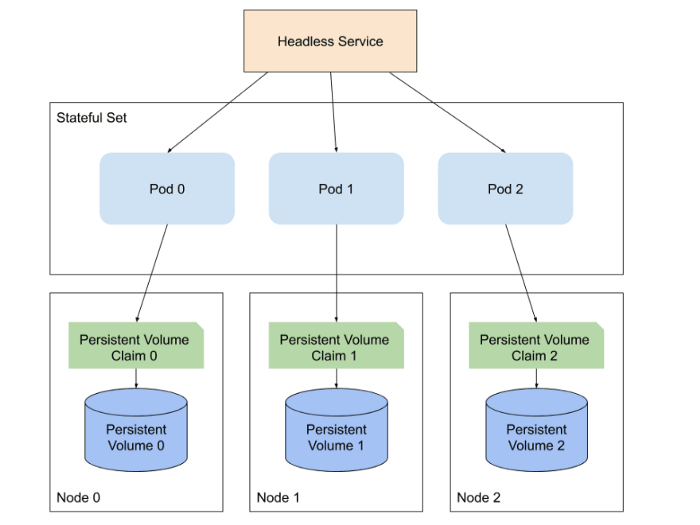 Headless Service
Stateful Set
Pod 0
Pod 1
Pod 2
Persistent Volume
Claim 0
Persistent Volume
Claim 1
Persistent Volume
Claim 2
Persistent
Volume 0
Persistent
Volume 1
Persistent
Volume 2
Node 0
Node 1
Node 2